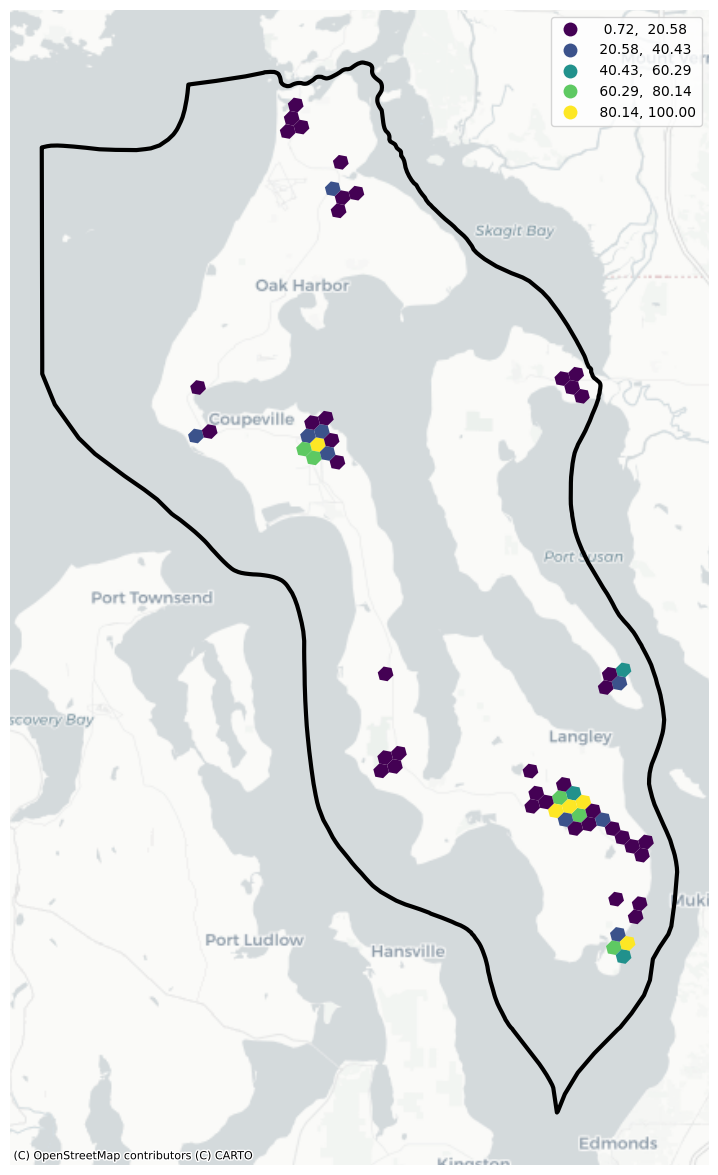 0.72, 20.58
20.58, 40.43
40.43, 60.29
60.29, 80.14
80.14, 100.00
Skagit Bay
Oak Harbor
Coupeville
Port Susan
Port Townsend
scovery Bay
Langley
Muki
Port Ludlow
Hansville
Edmonds
(C) OpenStreetMap contributors (C) CARTO
Kingston